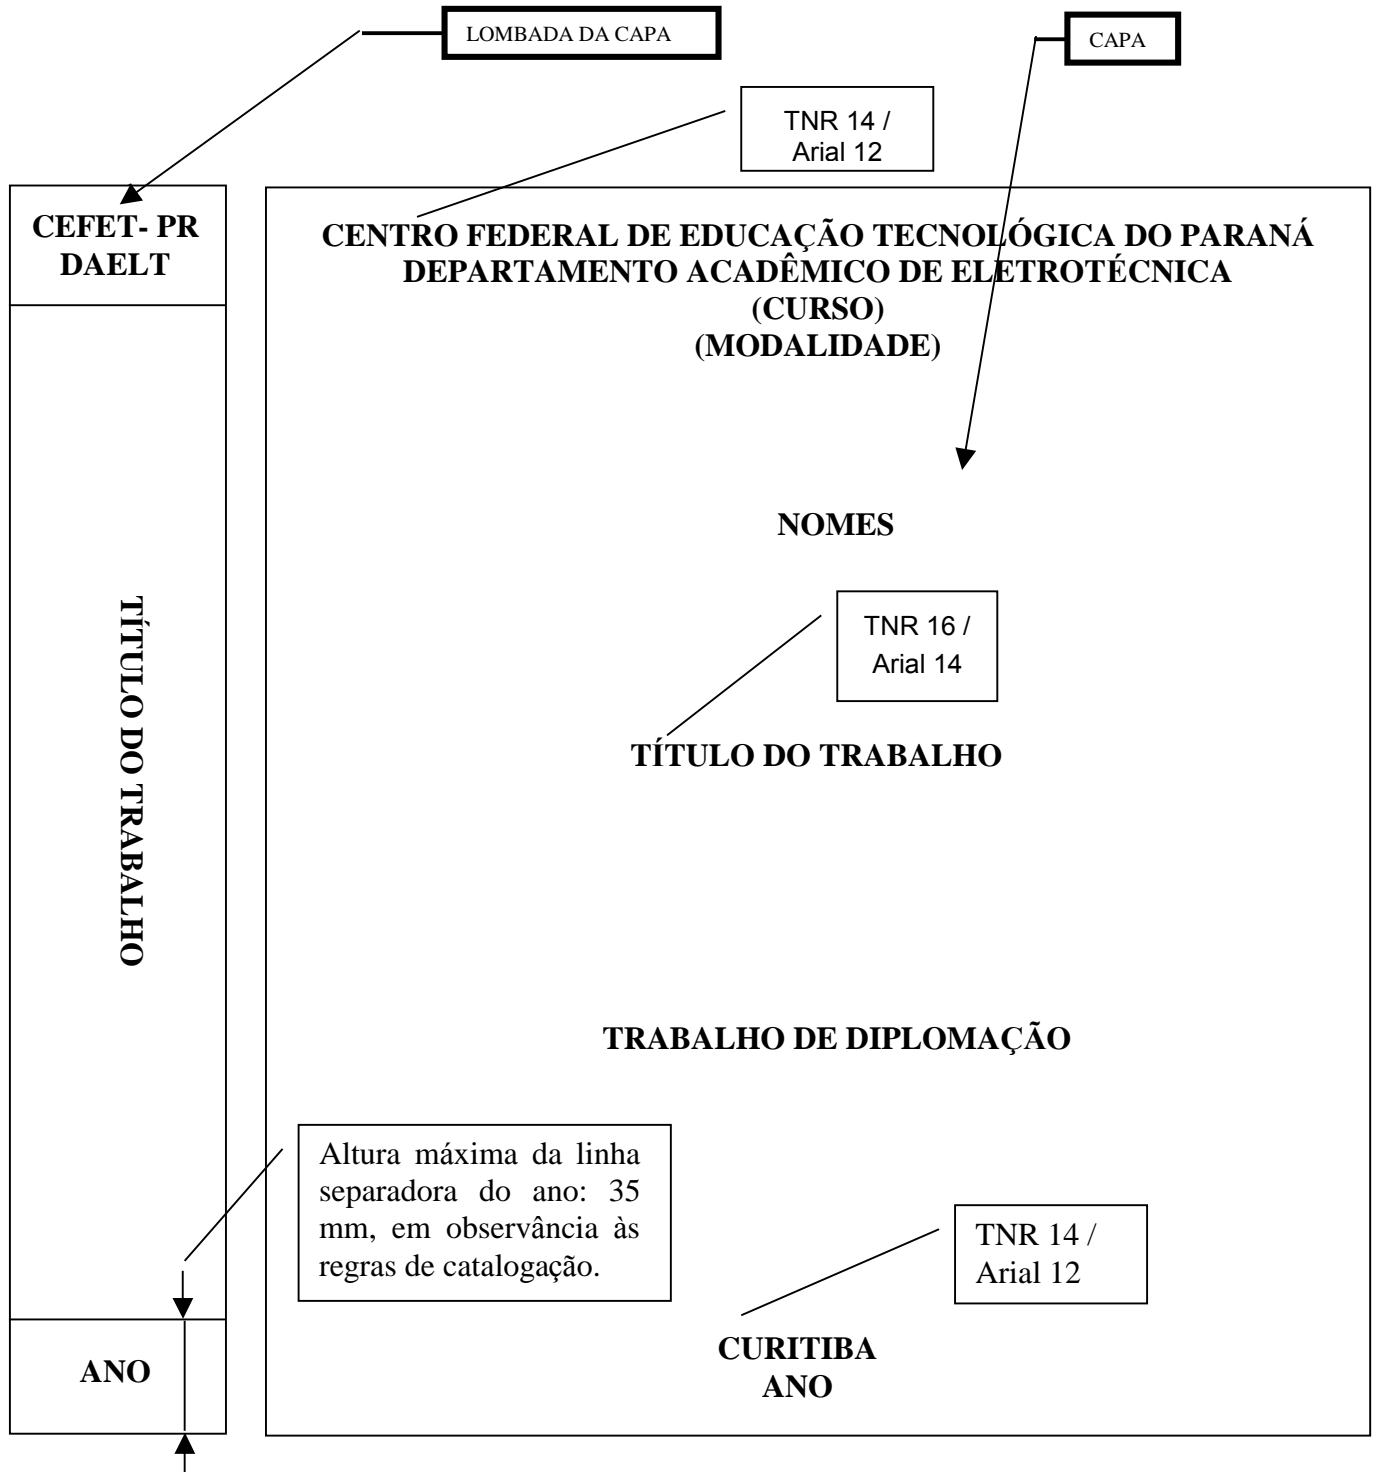 LOMBADA DA CAPA
CAPA
TNR 14 /
Arial 12
CEFET- PR
DAELT
CENTRO FEDERAL DE EDUCAÇÃO TECNOLÓGICA DO PARANÁ
DEPARTAMENTO ACADÊMICO DE ELETROTÉCNICA
(CURSO)
(MODALIDADE)
NOMES
TÍTULO DO TRABALHO
TNR 16 /
Arial 14
TÍTULO DO TRABALHO
TRABALHO DE DIPLOMAÇÃO
Altura máxima da linha
separadora do ano: 35
mm, em observância às
regras de catalogação.
TNR 14 /
Arial 12
ANO
CURITIBA
ANO